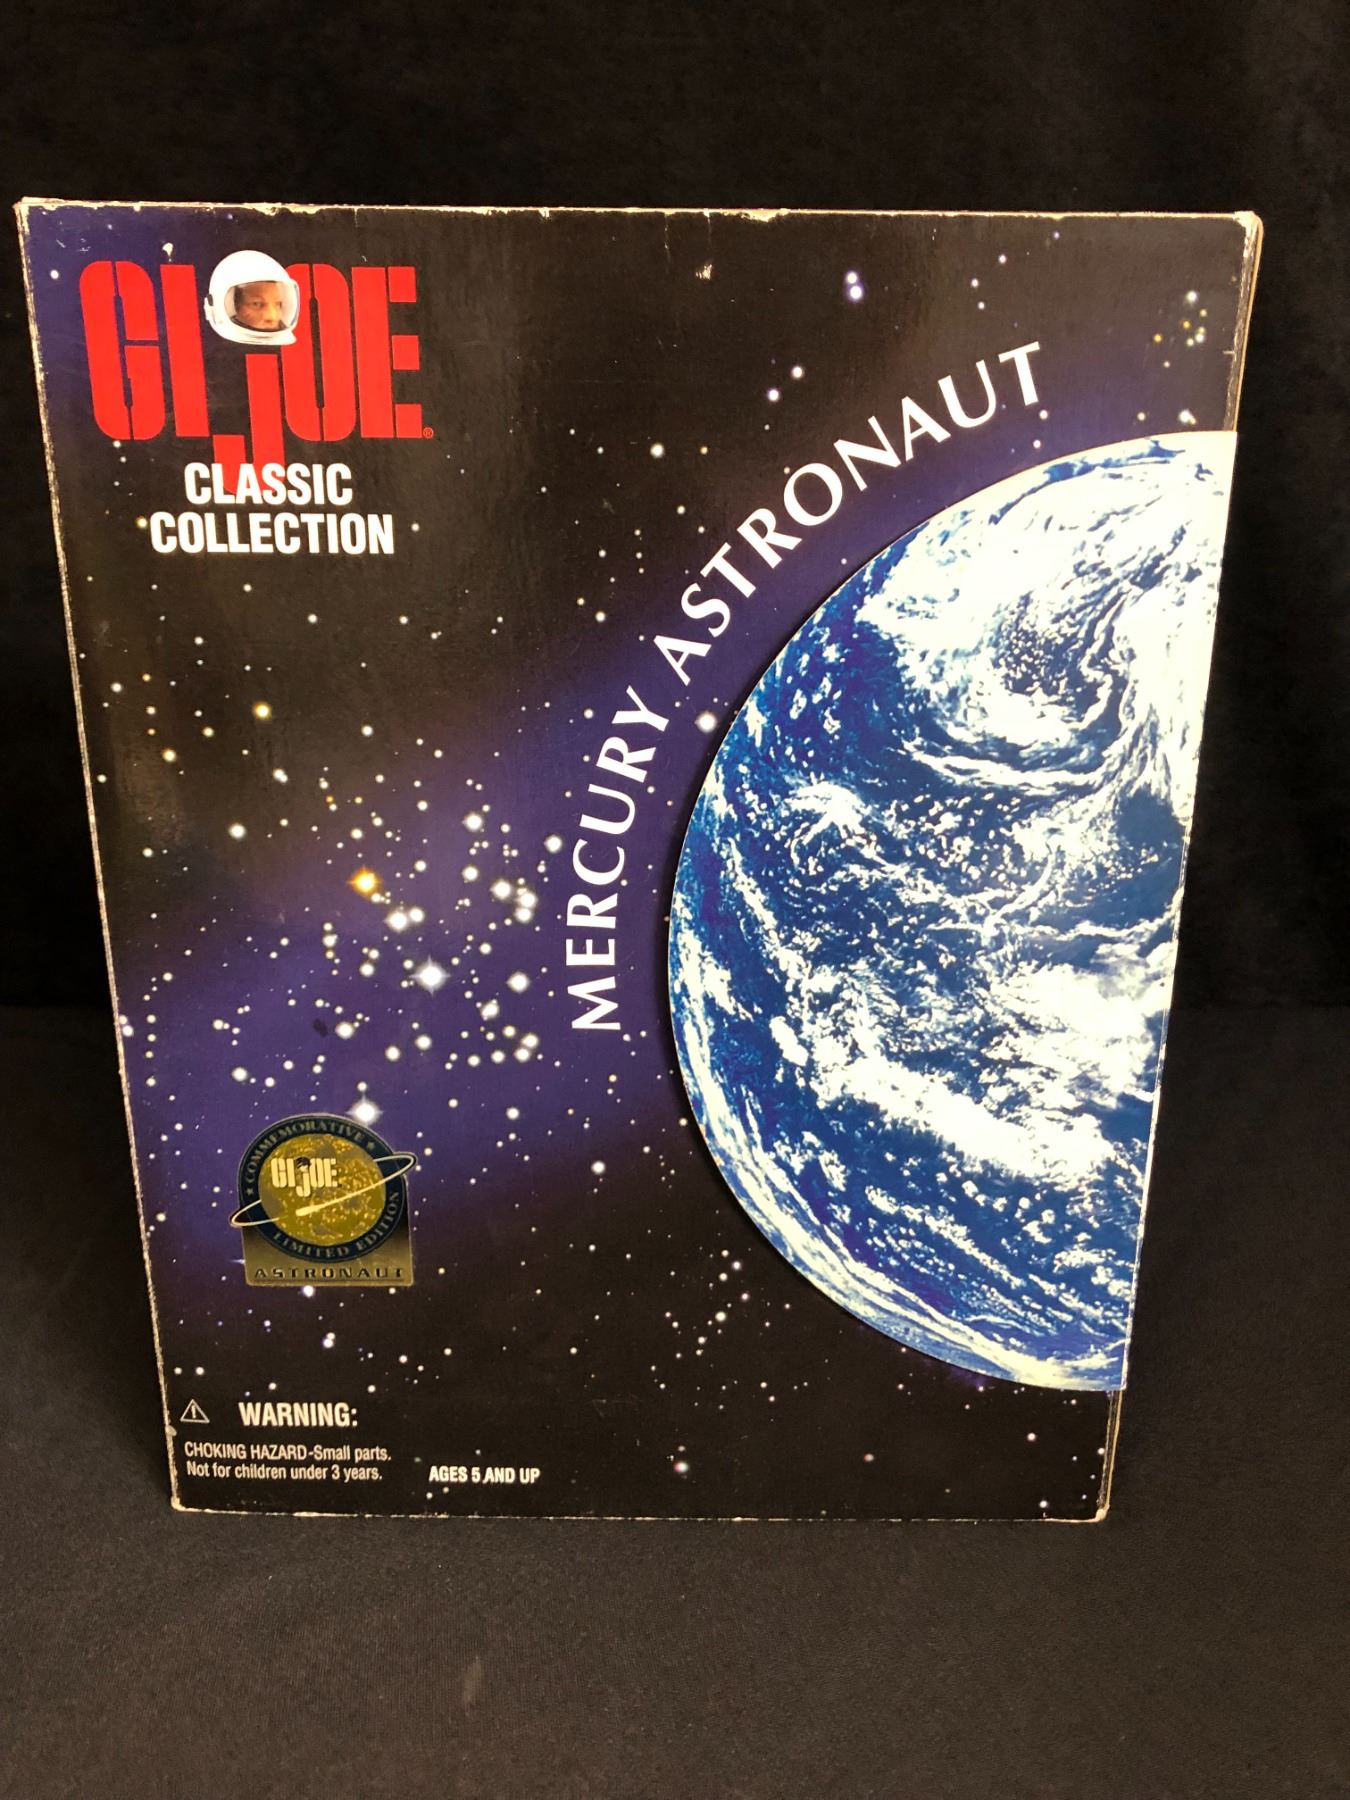 GI JOE®
CLASSIC
COLLECTION
MERCURY ASTRONAUT
★ COMMEMORATIVE ★
GI JOE
LIMITED EDITION
ASTRONAUT
WARNING:
CHOKING HAZARD-Small parts.
Not for children under 3 years.
AGES 5 AND UP